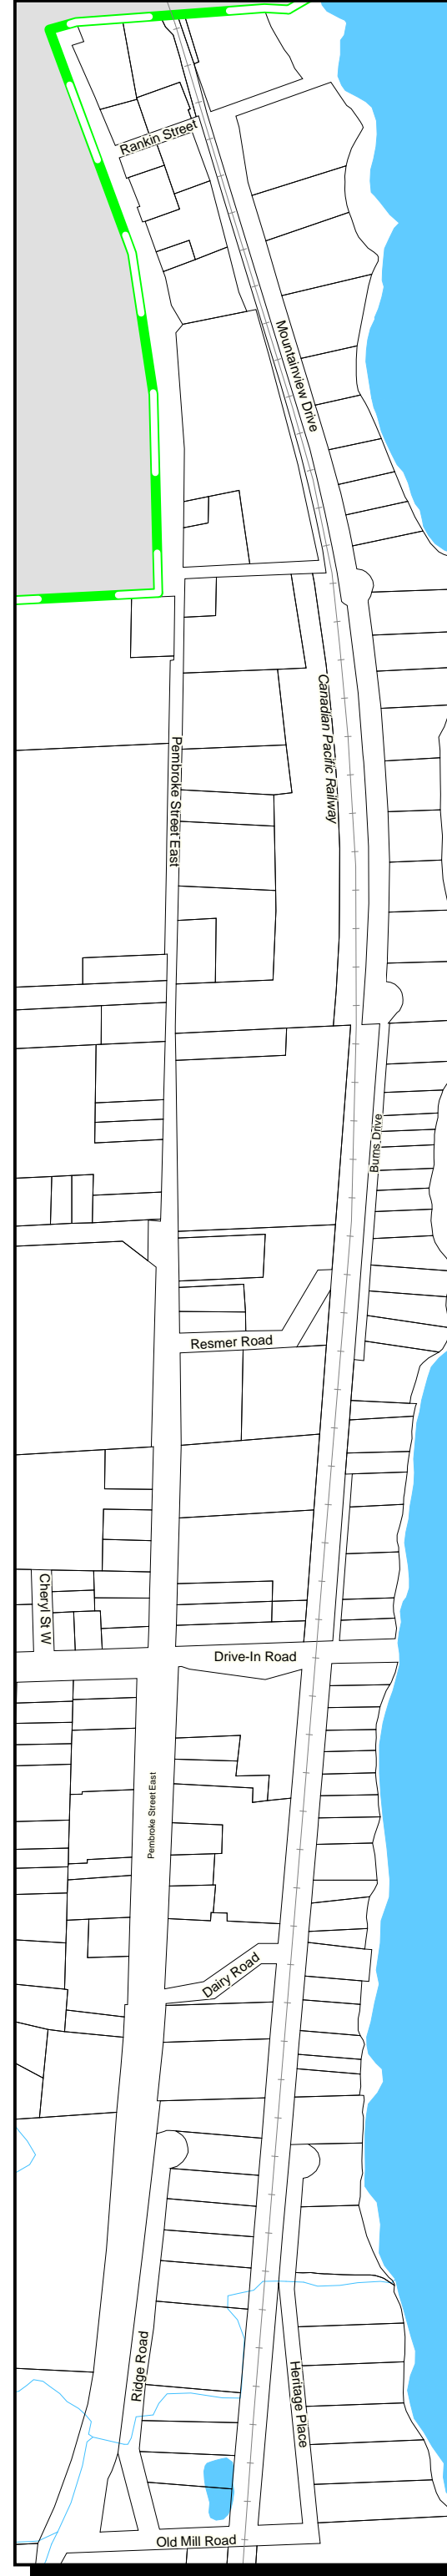 Rankin Street
Mountainview Drive
Canadian Pacific Railway
Pembroke Street East
Burns Drive
Resmer Road
Cheryl St W
Drive-In Road
Pembroke Street East
Dairy Road
Ridge Road
Heritage Place
Old Mill Road